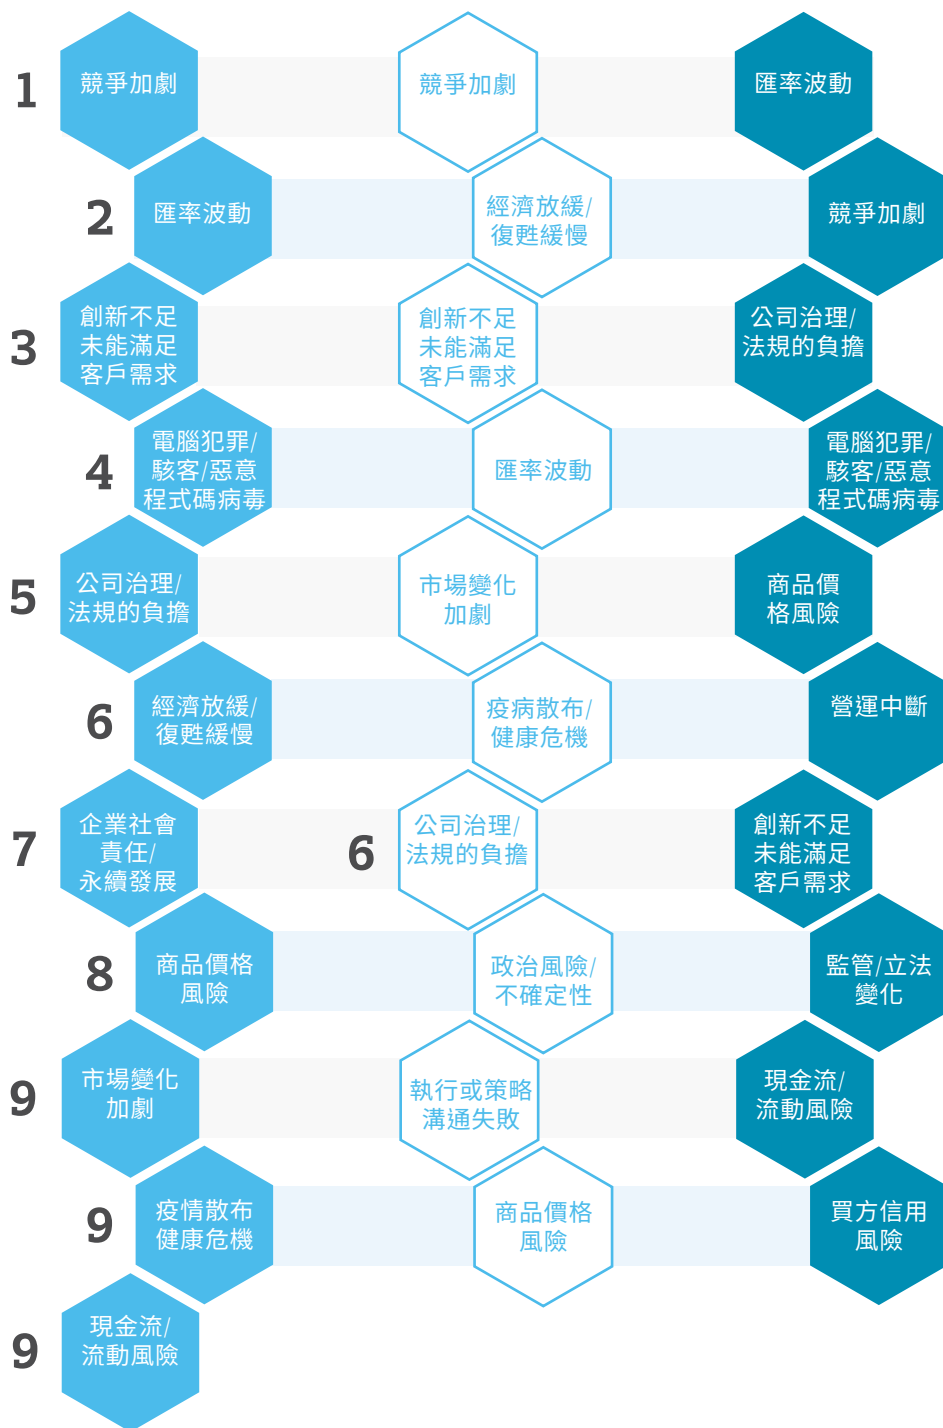 1
競爭加劇
競爭加劇
匯率波動
2
匯率波動
經濟放緩/
復甦緩慢
競爭加劇
3
創新不足
未能滿足
客戶需求
創新不足
未能滿足
客戶需求
公司治理/
法規的負擔
4
電腦犯罪/
駭客/惡意
程式碼病毒
匯率波動
電腦犯罪/
駭客/惡意
程式碼病毒
5
公司治理/
法規的負擔
市場變化
加劇
商品價
格風險
6
經濟放緩/
復甦緩慢
疫病散布/
健康危機
營運中斷
7
企業社會
責任/
永續發展
6
公司治理/
法規的負擔
創新不足
未能滿足
客戶需求
8
商品價格
風險
政治風險/
不確定性
監管/立法
變化
9
市場變化
加劇
執行或策略
溝通失敗
現金流/
流動風險
9
疫情散布
健康危機
商品價格
風險
買方信用
風險
9
現金流/
流動風險